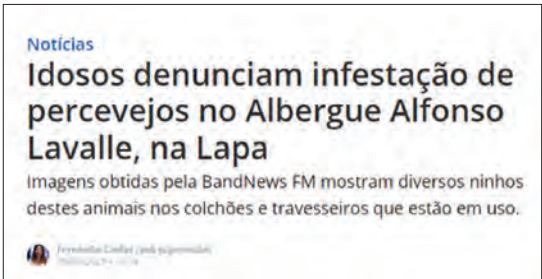 Notícias
Idosos denunciam infestação de
percevejos no Albergue Alfonso
Lavalle, na Lapa
Imagens obtidas pela BandNews FM mostram diversos ninhos
destes animais nos colchões e travesseiros que estão em uso.